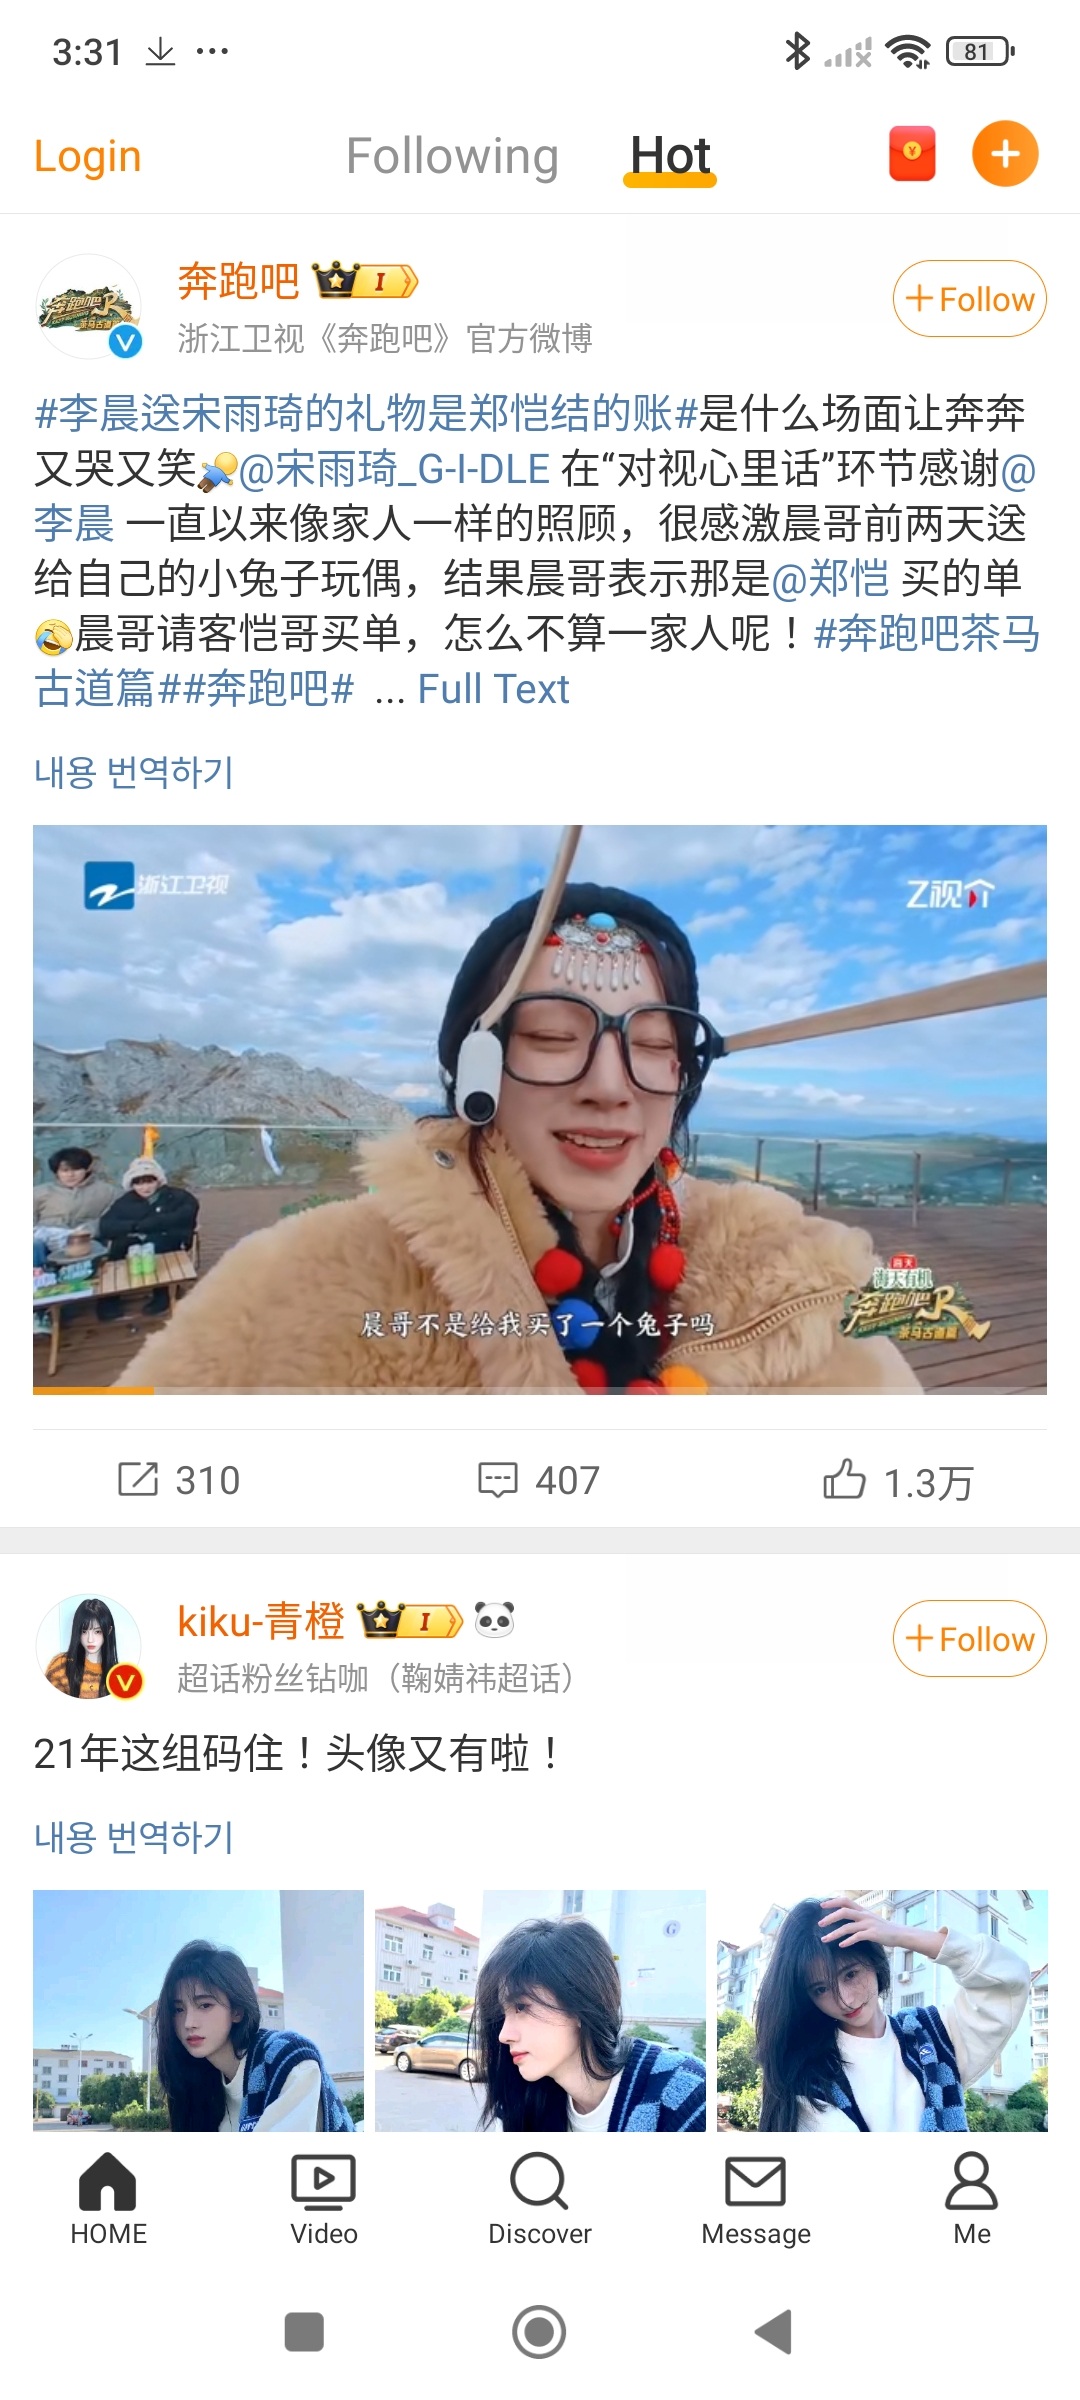 3:31
81
Login Following Hot
奔跑吧 I
Follow
浙江卫视《奔跑吧》官方微博
#李晨送宋雨琦的礼物是郑恺结的账#是什么场面让奔奔
又哭又笑@宋雨琦_G-I-DLE 在“对视心里话”环节感谢@
李晨 一直以来像家人一样的照顾，很感激晨哥前两天送
给自己的小兔子玩偶，结果晨哥表示那是@郑恺 买的单
晨哥请客恺哥买单，怎么不算一家人呢！#奔跑吧茶马
古道篇##奔跑吧# ... Full Text
내용 번역하기
浙江卫视
Z视介
海天有机
奔跑吧R
茶马古道篇
晨哥不是给我买了一个兔子吗
310 407 1.3万
kiku-青橙 I
Follow
超话粉丝钻咖（鞠婧祎超话）
21年这组码住！头像又有啦！
내용 번역하기
HOME Video Discover Message Me